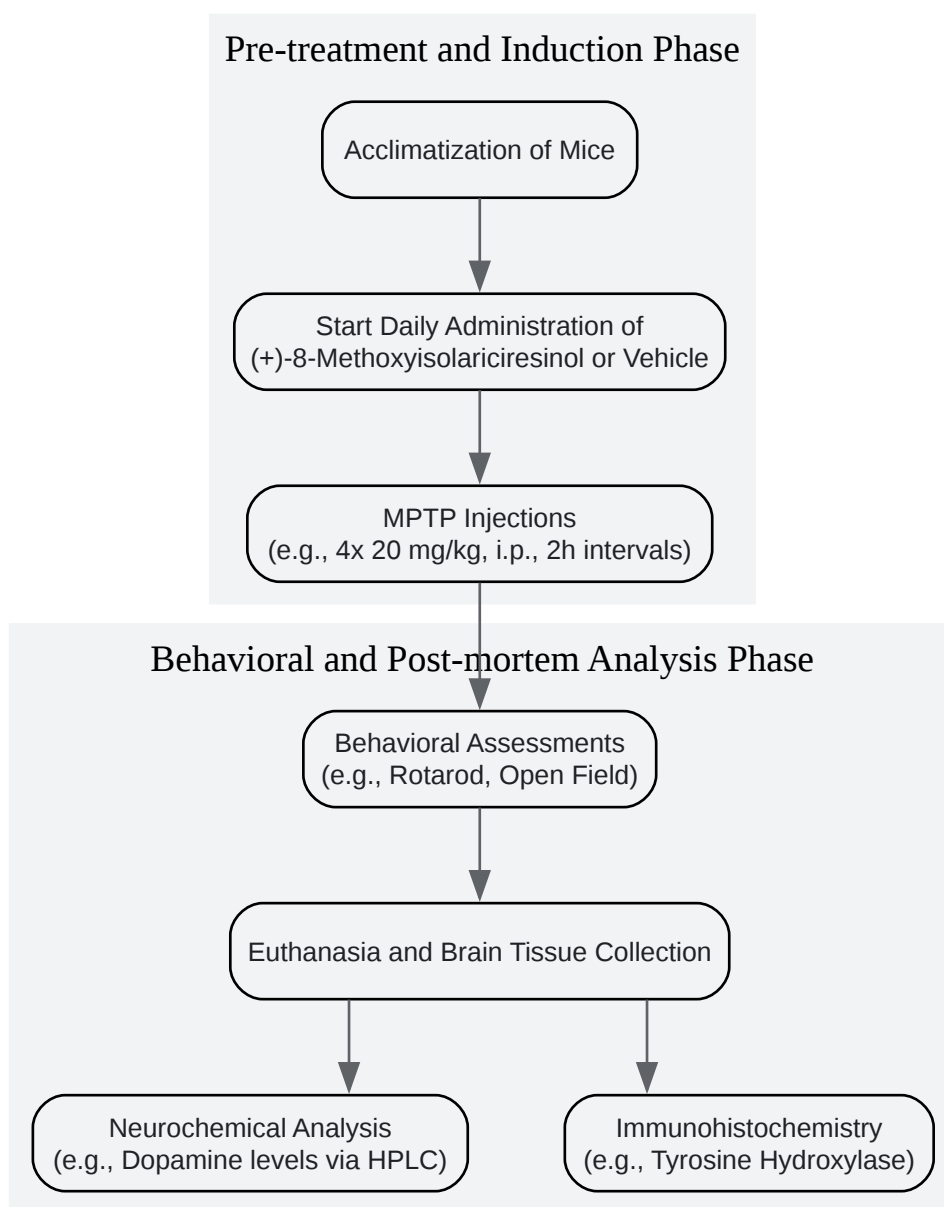 Pre-treatment and Induction Phase
Acclimatization of Mice
Start Daily Administration of
(+)-8-Methoxyisolariciresinol or Vehicle
MPTP Injections
(e.g., 4x 20 mg/kg, i.p., 2h intervals)
Behavioral and Post-mortem Analysis Phase
Behavioral Assessments
(e.g., Rotarod, Open Field)
Euthanasia and Brain Tissue Collection
Neurochemical Analysis
(e.g., Dopamine levels via HPLC)
Immunohistochemistry
(e.g., Tyrosine Hydroxylase)